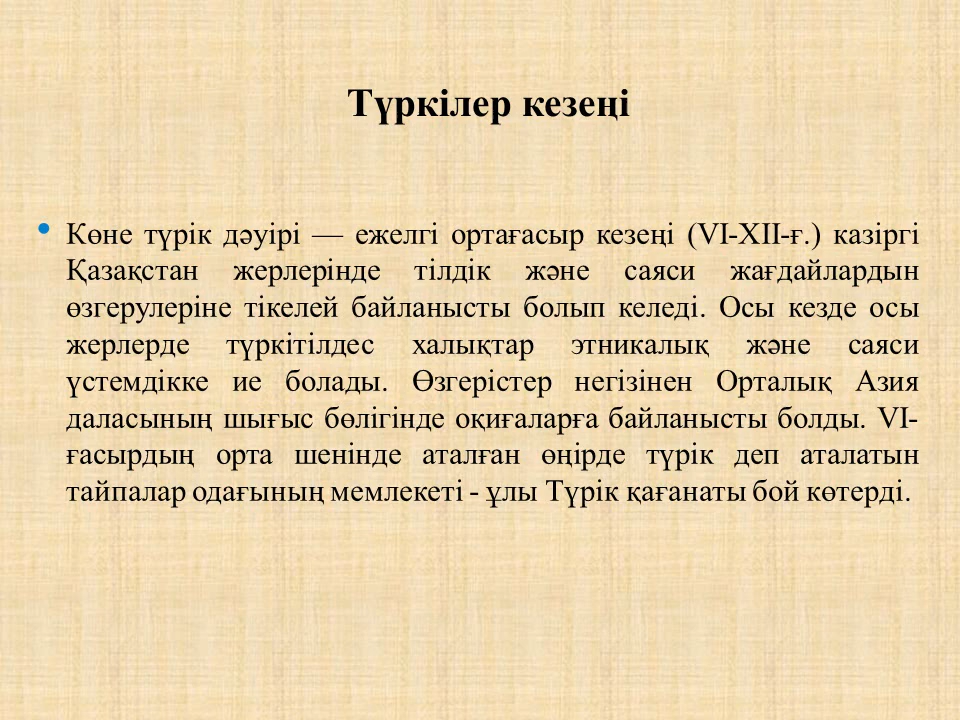 Түркілер кезеңі
Көне түрік дәуірі — ежелгі ортағасыр кезеңі (VI-XII-ғ.) казіргі
Қазақстан жерлерінде тілдік және саяси жағдайлардын
өзгерулеріне тікелей байланысты болып келеді. Осы кезде осы
жерлерде түркітілдес халықтар этникалық және саяси
үстемдікке ие болады. Өзгерістер негізінен Орталық Азия
даласының шығыс бөлігінде оқиғаларға байланысты болды. VI-
ғасырдың орта шенінде аталған өңірде түрік деп аталатын
тайпалар одағының мемлекеті - ұлы Түрік қағанаты бой көтерді.